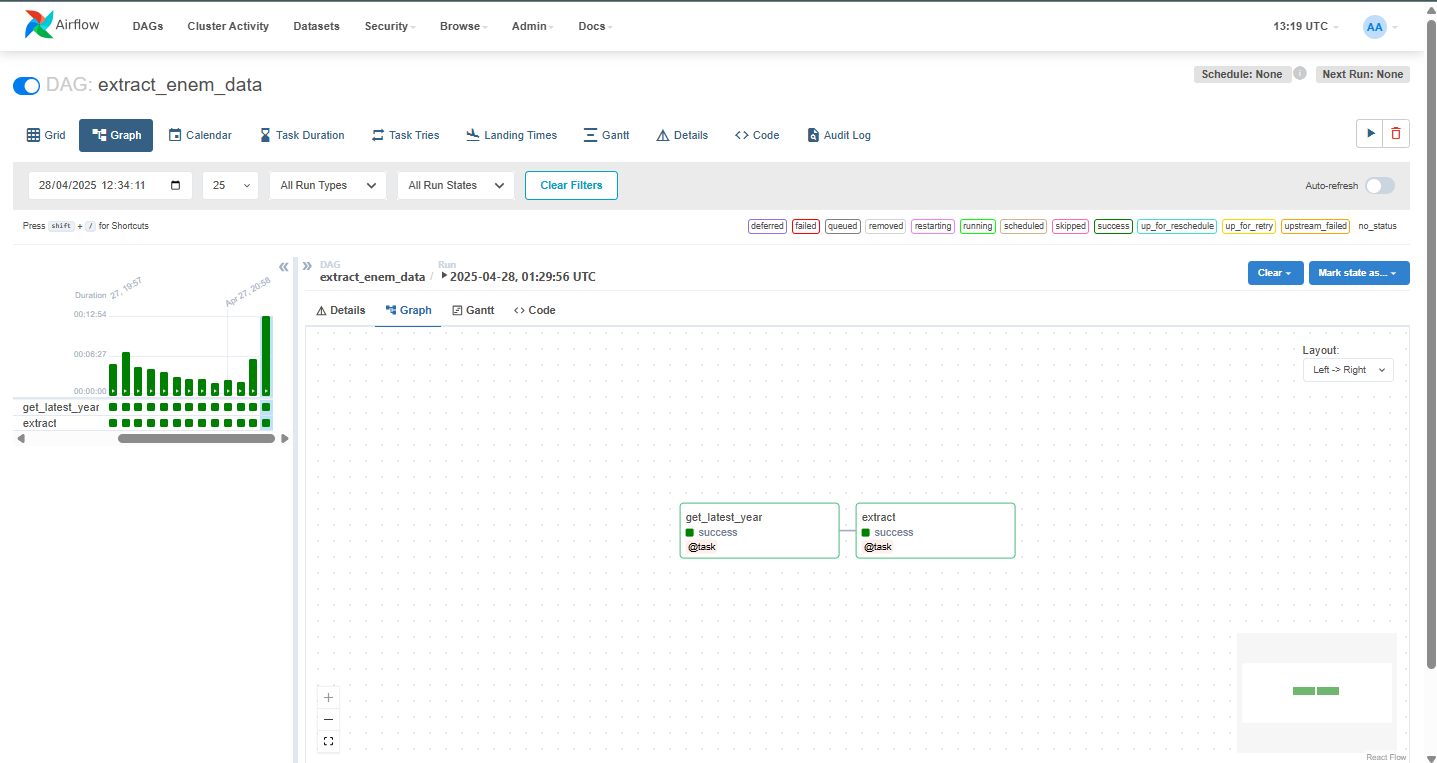 Airflow DAGs Cluster Activity Datasets Security Browse Admin Docs 13:19 UTC AA
DAG: extract_enem_data
Schedule: None i Next Run: None
Grid Graph Calendar Task Duration Task Tries Landing Times Gantt Details <> Code Audit Log
28/04/2025 12:34:11 25 All Run Types All Run States Clear Filters Auto-refresh
Press shift + / for Shortcuts
deferred failed queued removed restarting running scheduled skipped success up_for_reschedule up_for_retry upstream_failed no_status
« » DAG Run
extract_enem_data / 2025-04-28, 01:29:56 UTC
Clear Mark state as...
Details Graph Gantt <> Code
Duration 27, 19:57 Apr 27, 20:58
00:12:54
00:06:27
00:00:00
get_latest_year
extract
Layout:
Left -> Right
get_latest_year
success
@task
extract
success
@task
+
−
React Flow